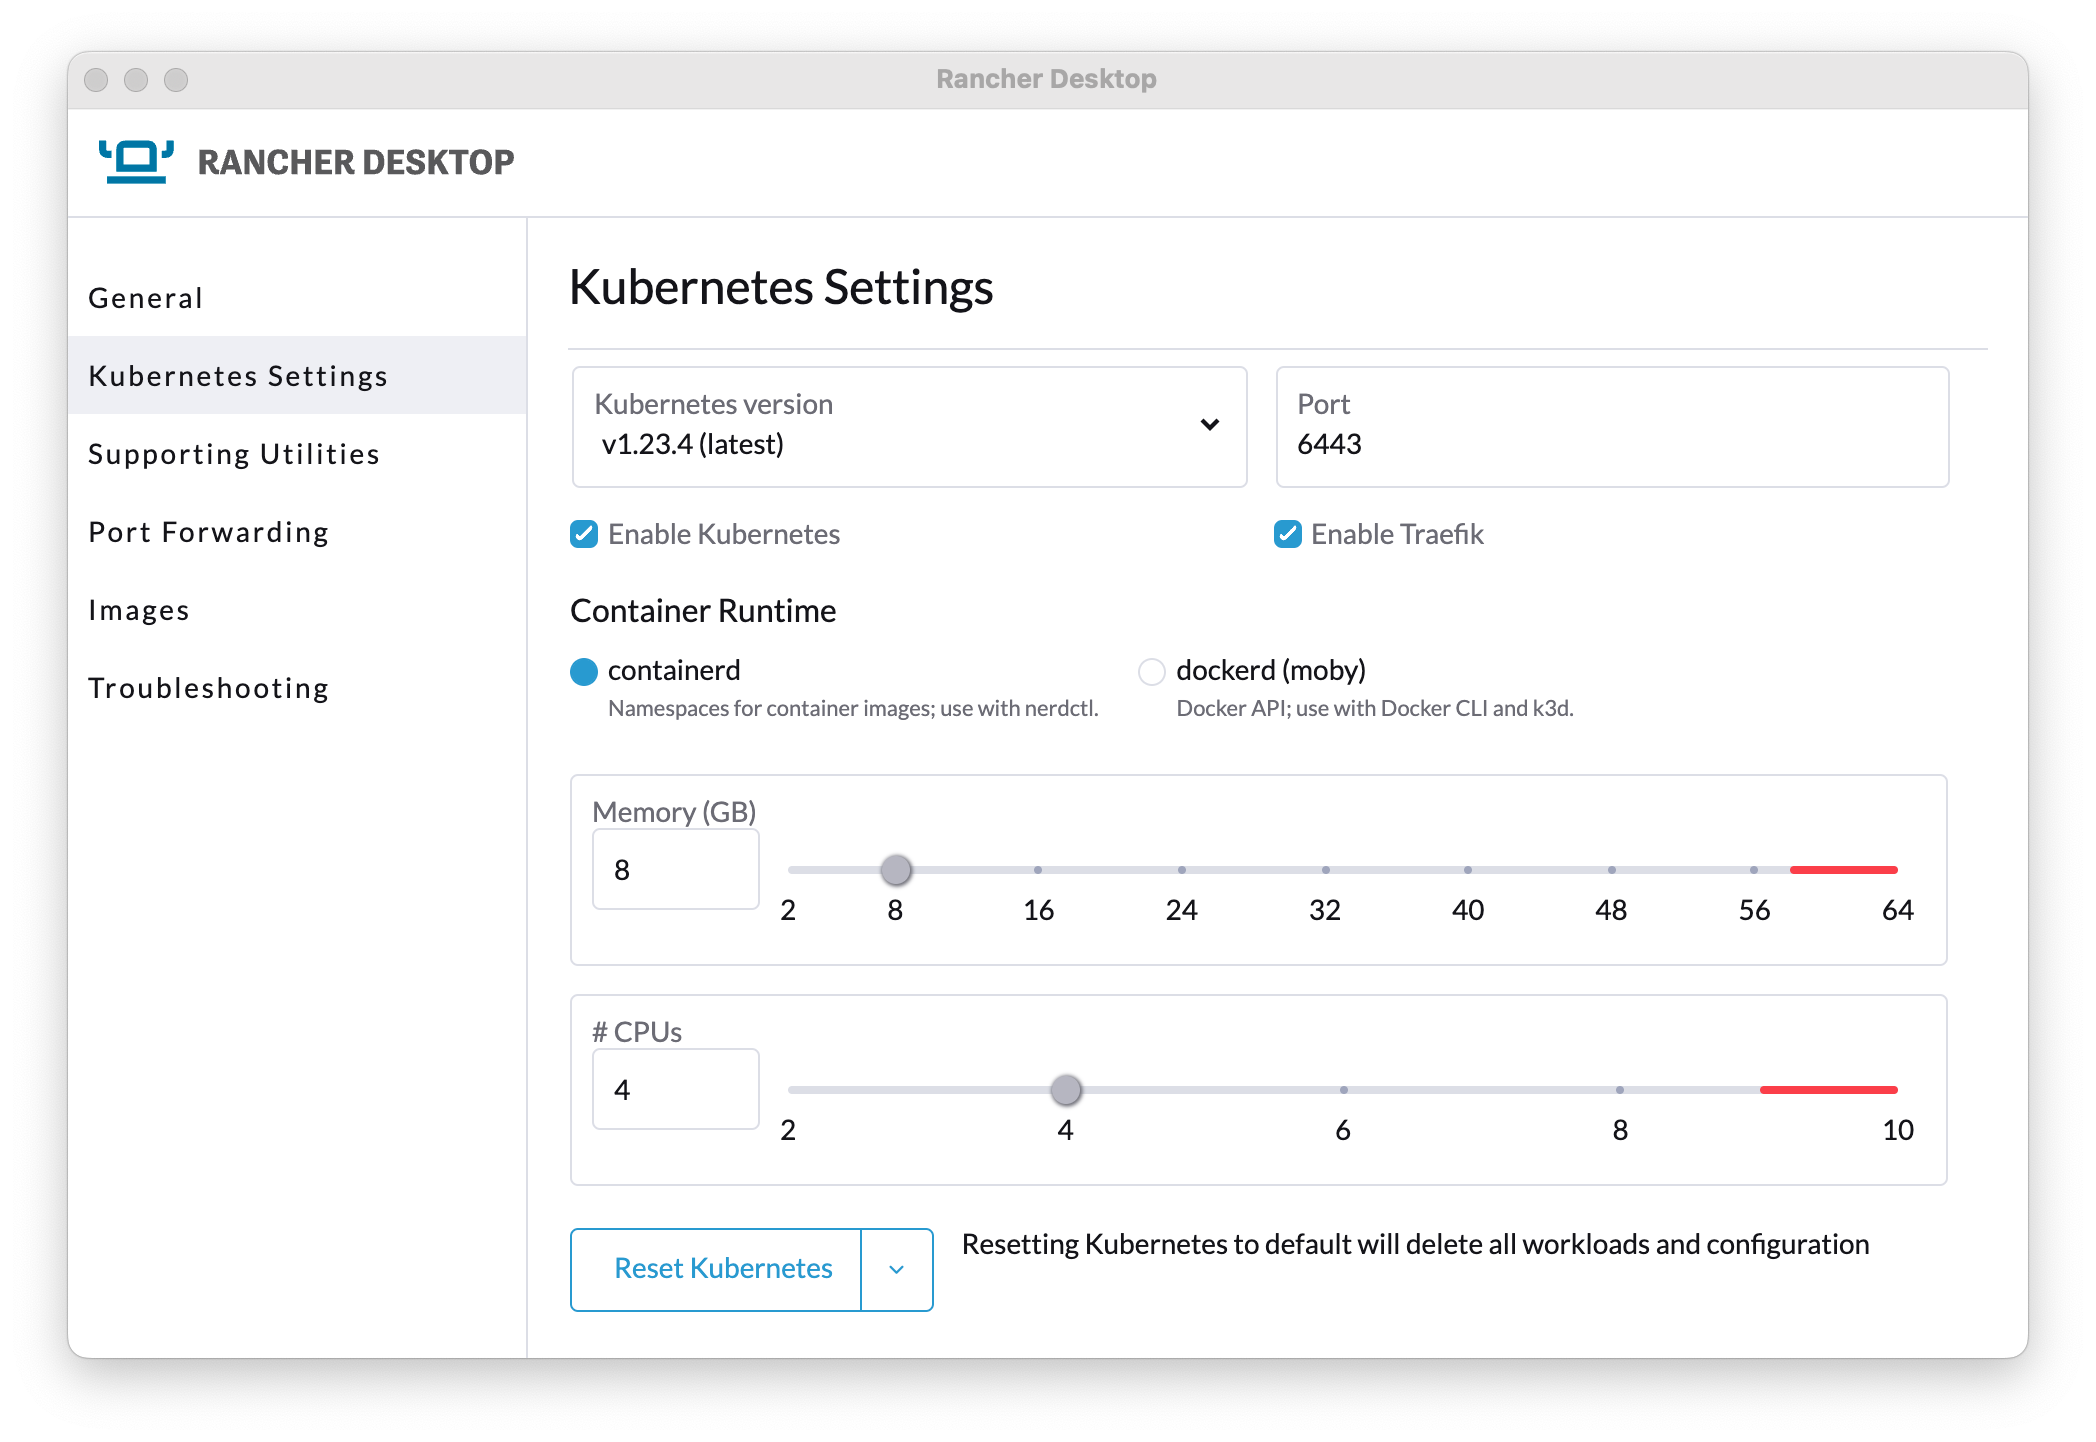 Rancher Desktop
RANCHER DESKTOP
General
Kubernetes Settings
Supporting Utilities
Port Forwarding
Images
Troubleshooting
Kubernetes Settings
Kubernetes version
v1.23.4 (latest)
Port
6443
Enable Kubernetes
Enable Traefik
Container Runtime
containerd
Namespaces for container images; use with nerdctl.
dockerd (moby)
Docker API; use with Docker CLI and k3d.
Memory (GB)
8
2 8 16 24 32 40 48 56 64
# CPUs
4
2 4 6 8 10
Reset Kubernetes
Resetting Kubernetes to default will delete all workloads and configuration